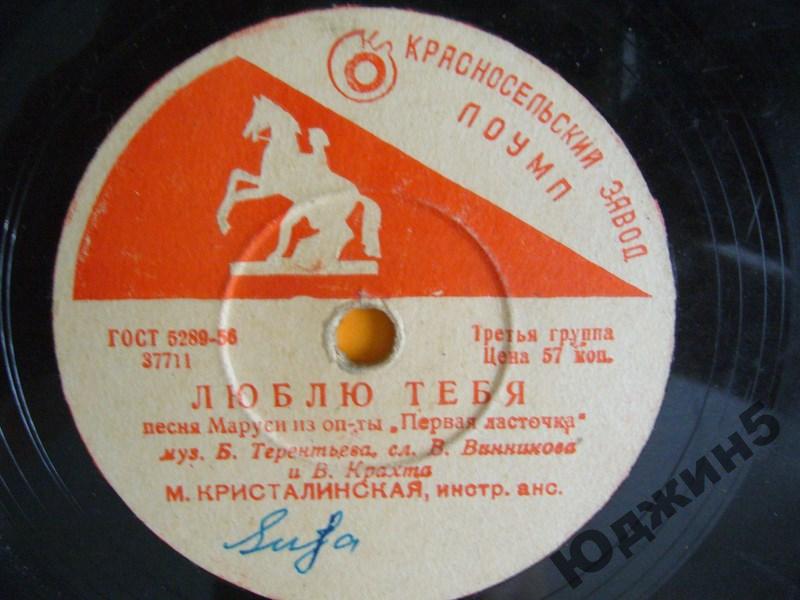 КРАСНОСЕЛЬСКИЙ ЗАВОД
ЛОУМП
ГОСТ 5289-56
37711
Третья группа
Цена 57 коп.
ЛЮБЛЮ ТЕБЯ
песня Маруси из оп-ты „Первая ласточка"
муз. Б. Терентьева, сл. В. Винникова
и В. Крахта
М. КРИСТАЛИНСКАЯ, инстр. анс.
Юджин5